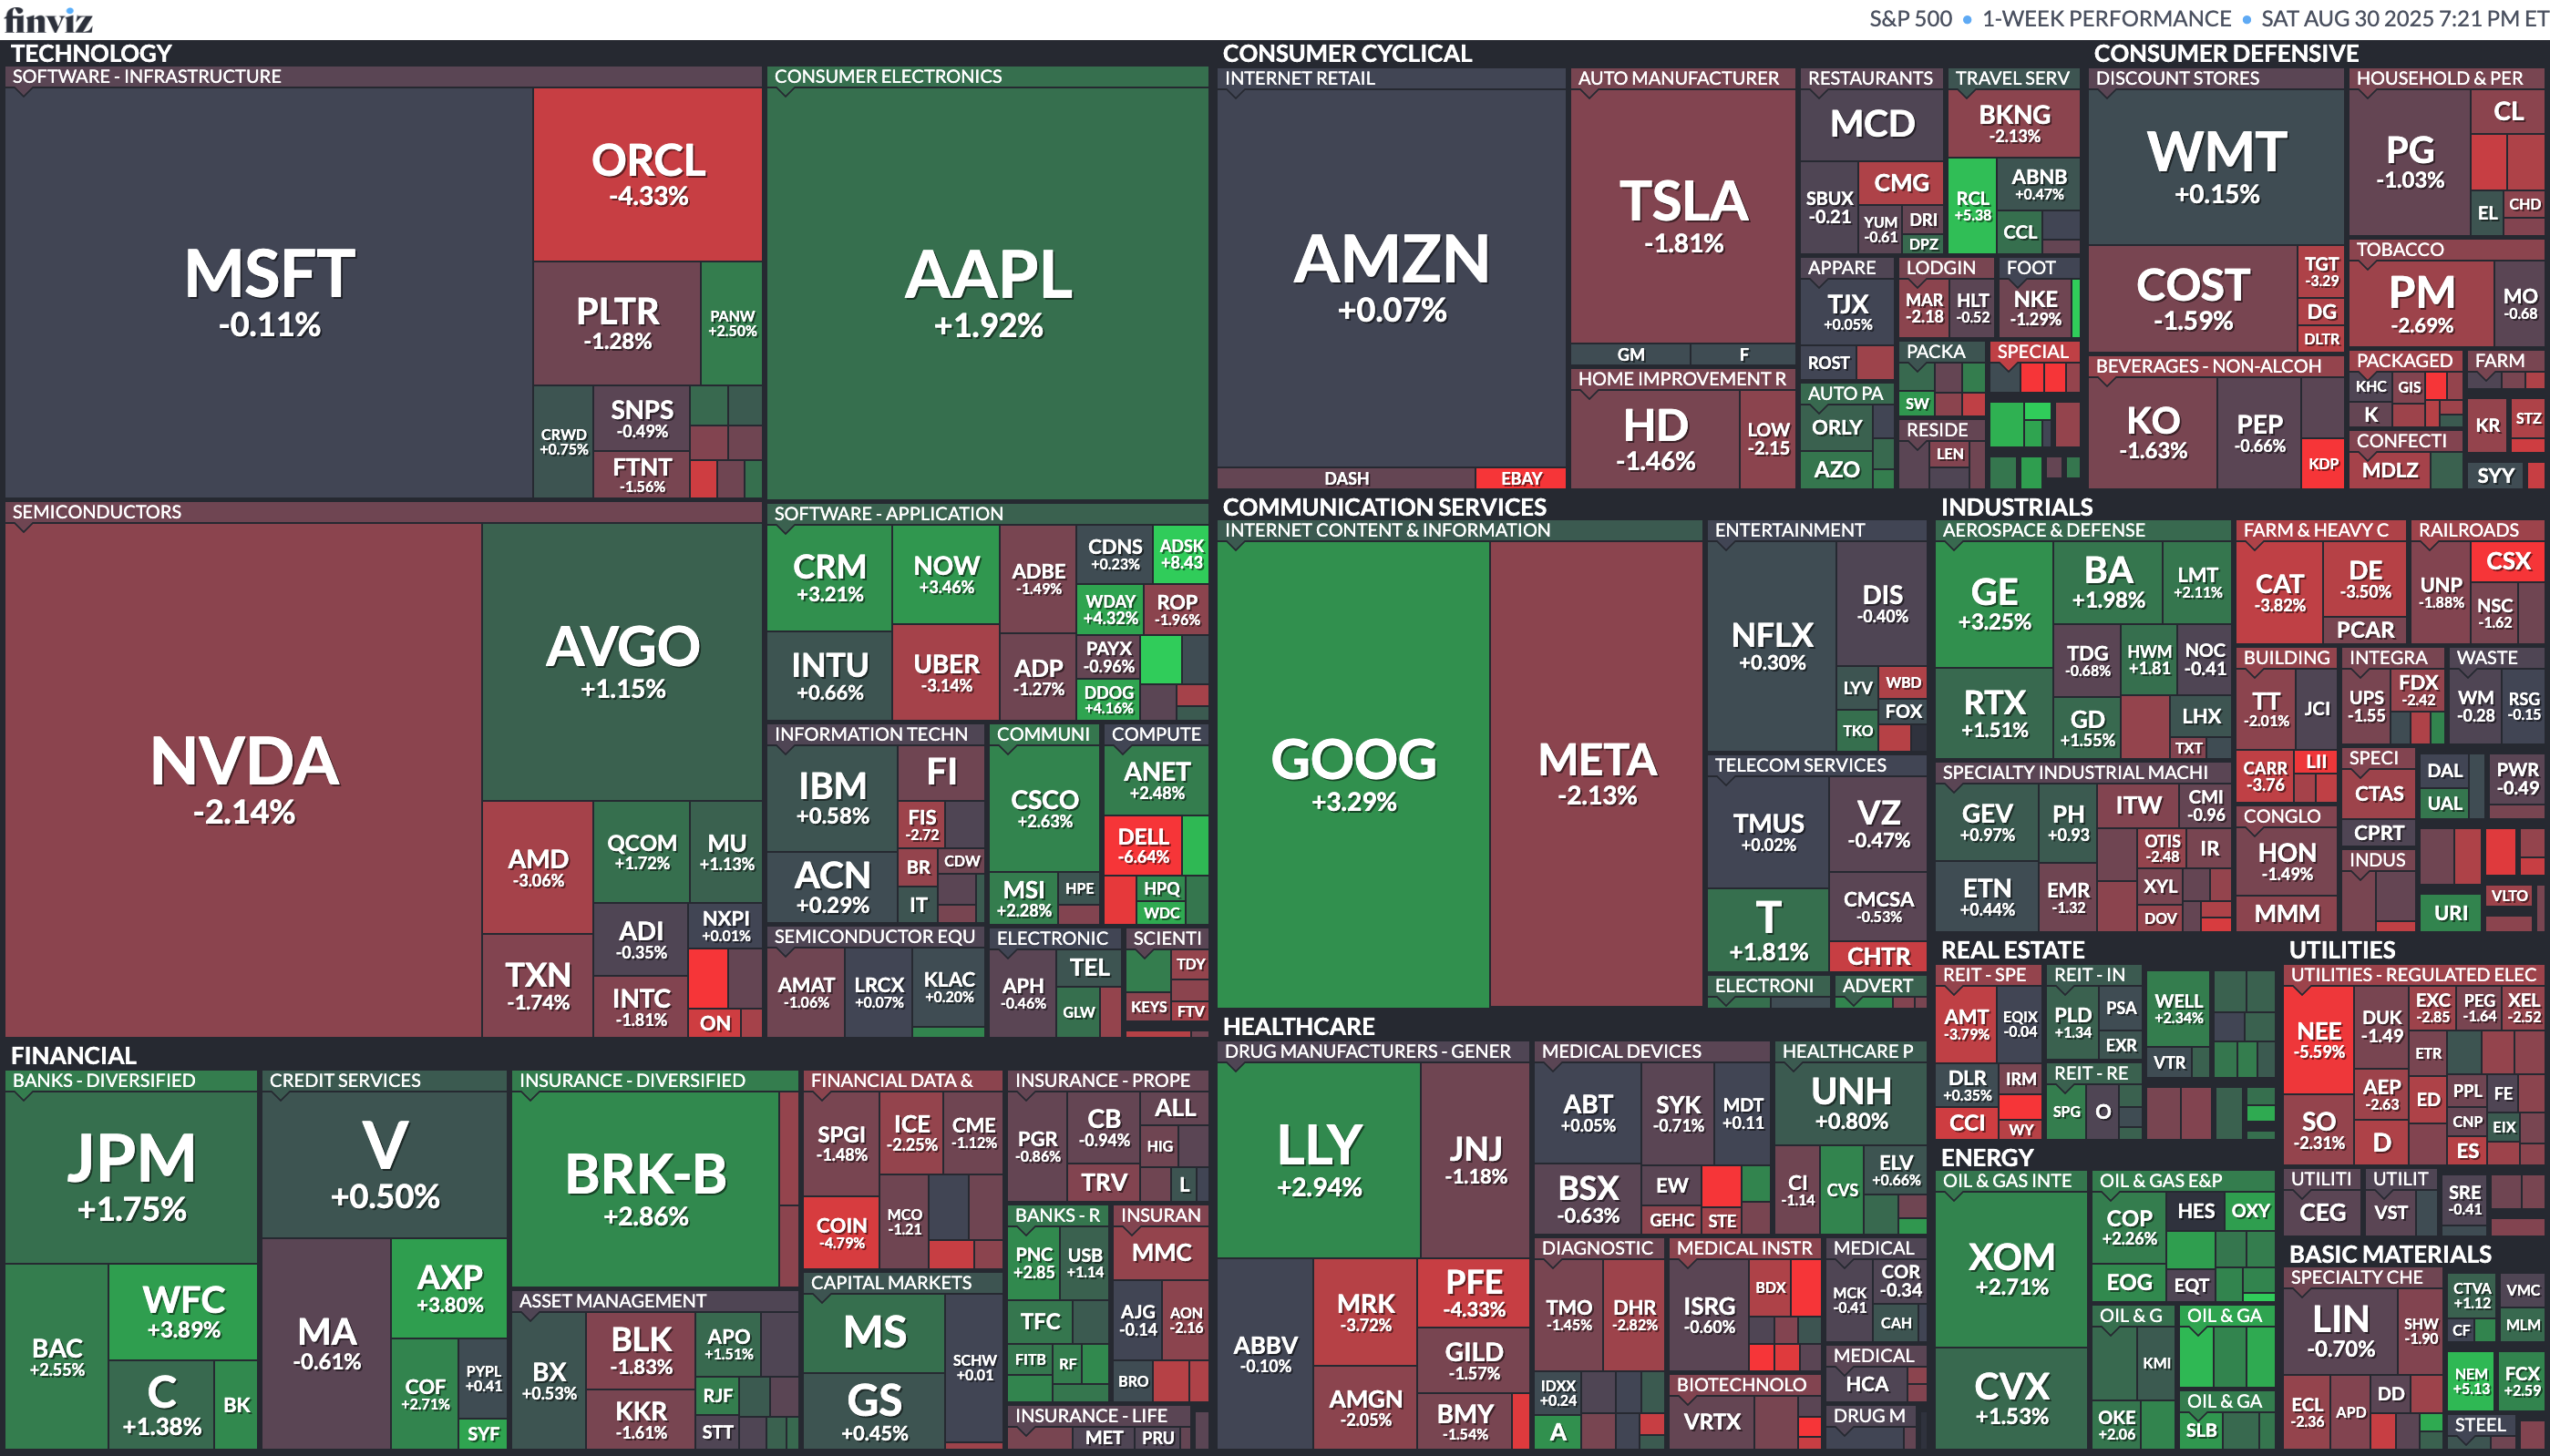 finviz
S&P 500 • 1-WEEK PERFORMANCE • SAT AUG 30 2025 7:21 PM ET
TECHNOLOGY
SOFTWARE - INFRASTRUCTURE
MSFT
-0.11%
ORCL
-4.33%
PLTR
-1.28%
PANW
+2.50%
CRWD
+0.75%
SNPS
-0.49%
FTNT
-1.56%
CONSUMER ELECTRONICS
AAPL
+1.92%
SEMICONDUCTORS
NVDA
-2.14%
AVGO
+1.15%
AMD
-3.06%
QCOM
+1.72%
MU
+1.13%
TXN
-1.74%
ADI
-0.35%
NXPI
+0.01%
INTC
-1.81%
ON
SOFTWARE - APPLICATION
CRM
+3.21%
NOW
+3.46%
ADBE
-1.49%
CDNS
+0.23%
ADSK
+8.43
WDAY
+4.32%
ROP
-1.96%
INTU
+0.66%
UBER
-3.14%
ADP
-1.27%
PAYX
-0.96%
DDOG
+4.16%
INFORMATION TECHN
IBM
+0.58%
FI
FIS
-2.72
BR
CDW
ACN
+0.29%
IT
COMMUNI
CSCO
+2.63%
MSI
+2.28%
HPE
COMPUTE
ANET
+2.48%
DELL
-6.64%
HPQ
WDC
SEMICONDUCTOR EQU
AMAT
-1.06%
LRCX
+0.07%
KLAC
+0.20%
ELECTRONIC
APH
-0.46%
TEL
GLW
SCIENTI
TDY
KEYS
FTV
CONSUMER CYCLICAL
INTERNET RETAIL
AMZN
+0.07%
DASH
EBAY
AUTO MANUFACTURER
TSLA
-1.81%
GM
F
HOME IMPROVEMENT R
HD
-1.46%
LOW
-2.15
RESTAURANTS
MCD
SBUX
-0.21
CMG
YUM
-0.61
DRI
DPZ
TRAVEL SERV
BKNG
-2.13%
RCL
+5.38
ABNB
+0.47%
CCL
APPARE
TJX
+0.05%
ROST
LODGIN
MAR
-2.18
HLT
-0.52
FOOT
NKE
-1.29%
AUTO PA
ORLY
AZO
PACKA
SW
SPECIAL
RESIDE
LEN
CONSUMER DEFENSIVE
DISCOUNT STORES
WMT
+0.15%
COST
-1.59%
TGT
-3.29
DG
DLTR
HOUSEHOLD & PER
PG
-1.03%
CL
EL
CHD
TOBACCO
PM
-2.69%
MO
-0.68
BEVERAGES - NON-ALCOH
KO
-1.63%
PEP
-0.66%
KDP
PACKAGED
KHC
GIS
K
FARM
CONFECTI
MDLZ
KR
STZ
SYY
COMMUNICATION SERVICES
INTERNET CONTENT & INFORMATION
GOOG
+3.29%
META
-2.13%
ENTERTAINMENT
NFLX
+0.30%
DIS
-0.40%
LYV
WBD
TKO
FOX
TELECOM SERVICES
TMUS
+0.02%
VZ
-0.47%
T
+1.81%
CMCSA
-0.53%
CHTR
ELECTRONI
ADVERT
INDUSTRIALS
AEROSPACE & DEFENSE
GE
+3.25%
BA
+1.98%
LMT
+2.11%
RTX
+1.51%
TDG
-0.68%
HWM
+1.81
NOC
-0.41
GD
+1.55%
LHX
TXT
FARM & HEAVY C
CAT
-3.82%
DE
-3.50%
PCAR
RAILROADS
UNP
-1.88%
CSX
NSC
-1.62
BUILDING
TT
-2.01%
JCI
CARR
-3.76
LII
INTEGRA
UPS
-1.55
FDX
-2.42
WASTE
WM
-0.28
RSG
-0.15
SPECIALTY INDUSTRIAL MACHI
GEV
+0.97%
PH
+0.93
ITW
CMI
-0.96
ETN
+0.44%
EMR
-1.32
OTIS
-2.48
IR
XYL
DOV
SPECI
CTAS
DAL
UAL
PWR
-0.49
CONGLO
HON
-1.49%
MMM
CPRT
INDUS
URI
VLTO
FINANCIAL
BANKS - DIVERSIFIED
JPM
+1.75%
BAC
+2.55%
WFC
+3.89%
C
+1.38%
BK
CREDIT SERVICES
V
+0.50%
MA
-0.61%
AXP
+3.80%
COF
+2.71%
PYPL
+0.41
SYF
INSURANCE - DIVERSIFIED
BRK-B
+2.86%
ASSET MANAGEMENT
BX
+0.53%
BLK
-1.83%
KKR
-1.61%
APO
+1.51%
RJF
STT
FINANCIAL DATA &
SPGI
-1.48%
ICE
-2.25%
CME
-1.12%
COIN
-4.79%
MCO
-1.21
CAPITAL MARKETS
MS
GS
+0.45%
SCHW
+0.01
INSURANCE - PROPE
PGR
-0.86%
CB
-0.94%
ALL
HIG
TRV
L
BANKS - R
PNC
+2.85
USB
+1.14
TFC
FITB
RF
INSURAN
MMC
AJG
-0.14
AON
-2.16
BRO
INSURANCE - LIFE
MET
PRU
HEALTHCARE
DRUG MANUFACTURERS - GENER
LLY
+2.94%
JNJ
-1.18%
ABBV
-0.10%
MRK
-3.72%
PFE
-4.33%
AMGN
-2.05%
GILD
-1.57%
BMY
-1.54%
MEDICAL DEVICES
ABT
+0.05%
SYK
-0.71%
MDT
+0.11
BSX
-0.63%
EW
GEHC
STE
HEALTHCARE P
UNH
+0.80%
CI
-1.14
CVS
ELV
+0.66%
DIAGNOSTIC
TMO
-1.45%
DHR
-2.82%
IDXX
+0.24
A
MEDICAL INSTR
ISRG
-0.60%
BDX
BIOTECHNOLO
VRTX
MEDICAL
MCK
-0.41
COR
-0.34
CAH
MEDICAL
HCA
DRUG M
REAL ESTATE
REIT - SPE
AMT
-3.79%
EQIX
-0.04
DLR
+0.35%
IRM
CCI
WY
REIT - IN
PLD
+1.34
PSA
EXR
REIT - RE
SPG
O
WELL
+2.34%
VTR
UTILITIES
UTILITIES - REGULATED ELEC
NEE
-5.59%
DUK
-1.49
EXC
-2.85
PEG
-1.64
XEL
-2.52
ETR
SO
-2.31%
AEP
-2.63
ED
PPL
FE
D
CNP
EIX
ES
UTILITI
CEG
UTILIT
VST
SRE
-0.41
ENERGY
OIL & GAS INTE
XOM
+2.71%
CVX
+1.53%
OIL & GAS E&P
COP
+2.26%
HES
OXY
EOG
EQT
OIL & G
KMI
OKE
+2.06
OIL & GA
OIL & GA
SLB
BASIC MATERIALS
SPECIALTY CHE
LIN
-0.70%
SHW
-1.90
ECL
-2.36
APD
DD
CTVA
+1.12
CF
VMC
MLM
NEM
+5.13
FCX
+2.59
STEEL